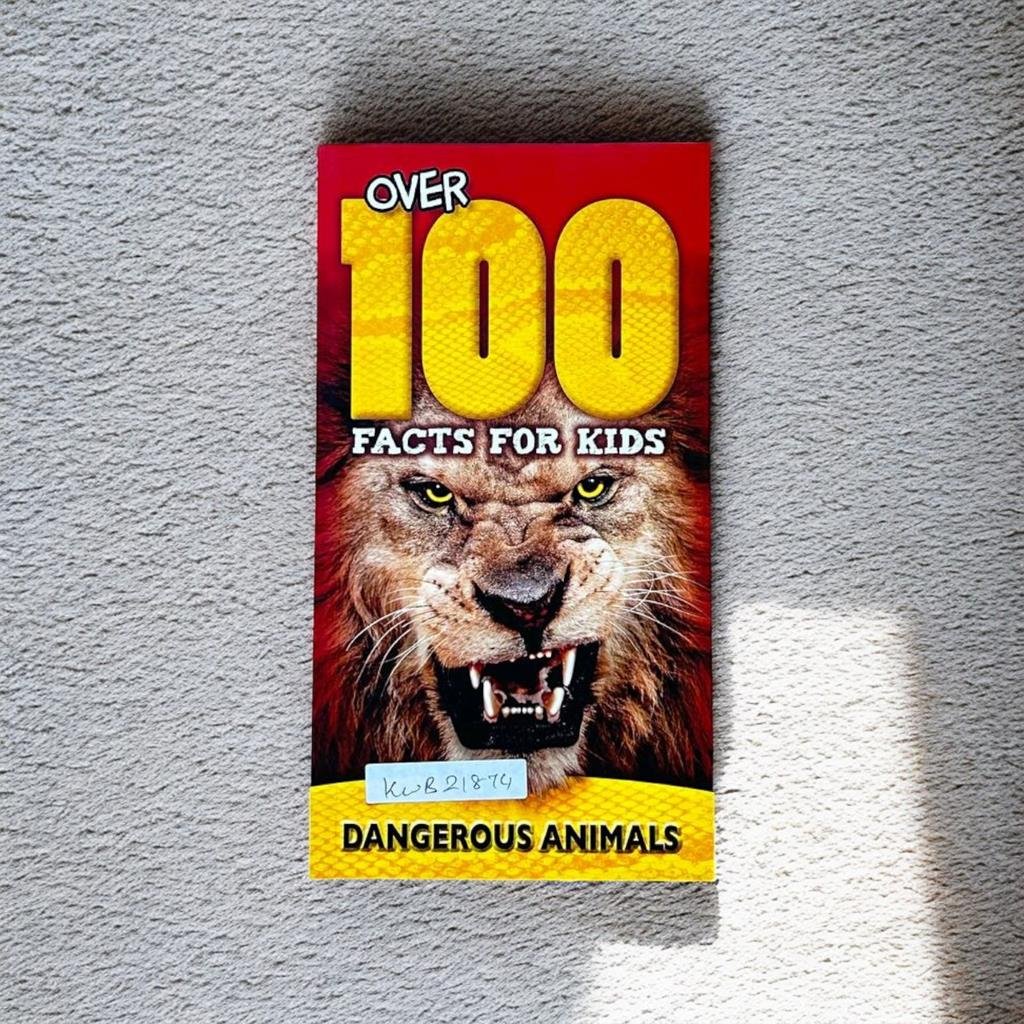 OVER
100
FACTS FOR KIDS
KWB21874
DANGEROUS ANIMALS